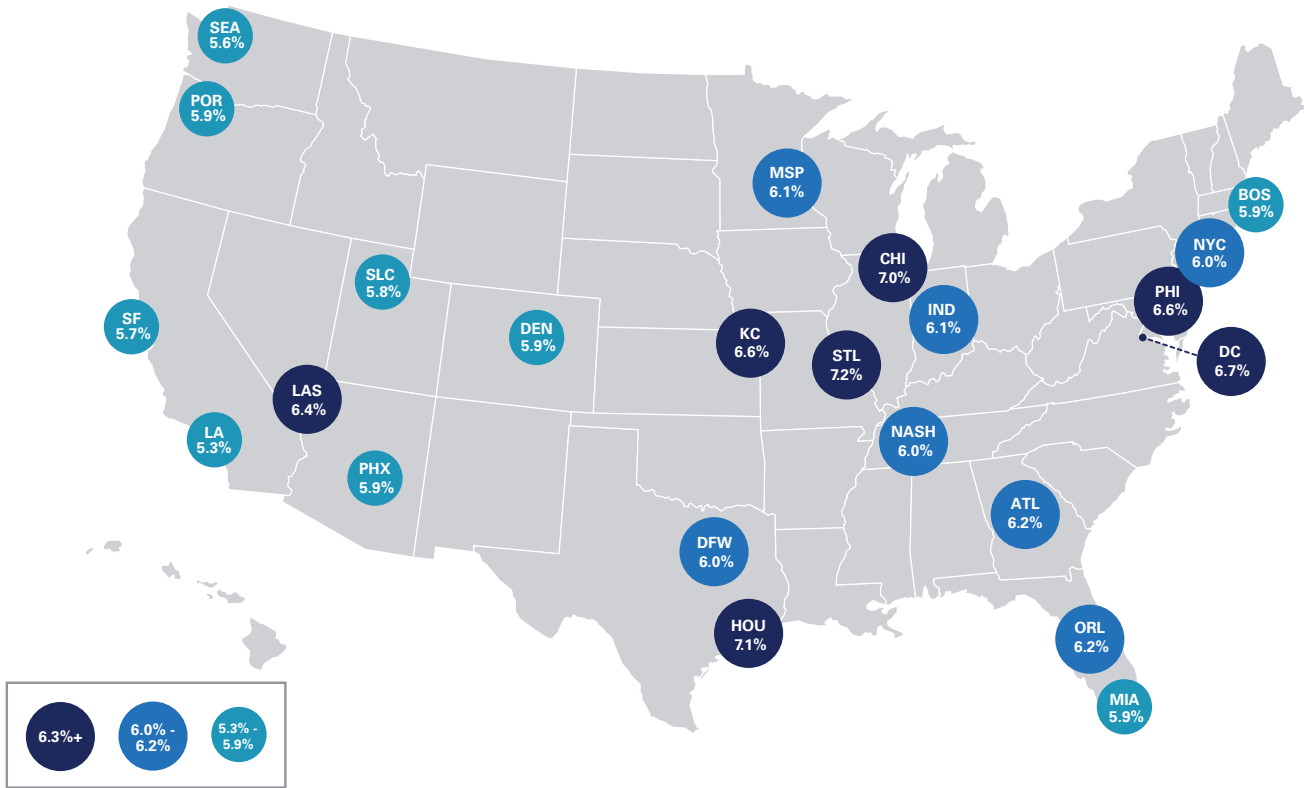 SEA
5.6%
POR
5.9%
MSP
6.1%
BOS
5.9%
NYC
6.0%
CHI
7.0%
SLC
5.8%
PHI
6.6%
IND
6.1%
SF
5.7%
DEN
5.9%
KC
6.6%
STL
7.2%
DC
6.7%
LAS
6.4%
LA
5.3%
NASH
6.0%
PHX
5.9%
ATL
6.2%
DFW
6.0%
HOU
7.1%
ORL
6.2%
MIA
5.9%
6.3%+
6.0% -
6.2%
5.3% -
5.9%